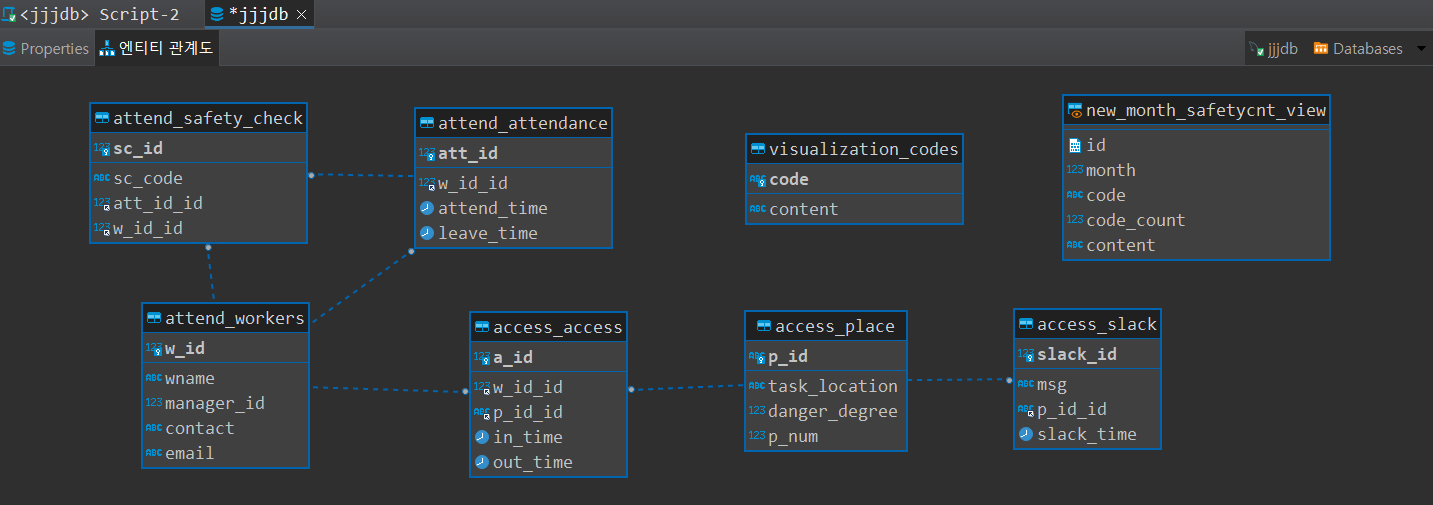 <jjjdb> Script-2
*jjjdb
Properties
엔티티 관계도
jjjdb
Databases
attend_safety_check
123 sc_id
ABC sc_code
123 att_id_id
123 w_id_id
attend_attendance
123 att_id
123 w_id_id
attend_time
leave_time
visualization_codes
ABC code
ABC content
new_month_safetycnt_view
id
123 month
ABC code
123 code_count
ABC content
attend_workers
123 w_id
ABC wname
123 manager_id
ABC contact
ABC email
access_access
123 a_id
123 w_id_id
ABC p_id_id
in_time
out_time
access_place
ABC p_id
ABC task_location
123 danger_degree
123 p_num
access_slack
123 slack_id
ABC msg
ABC p_id_id
slack_time